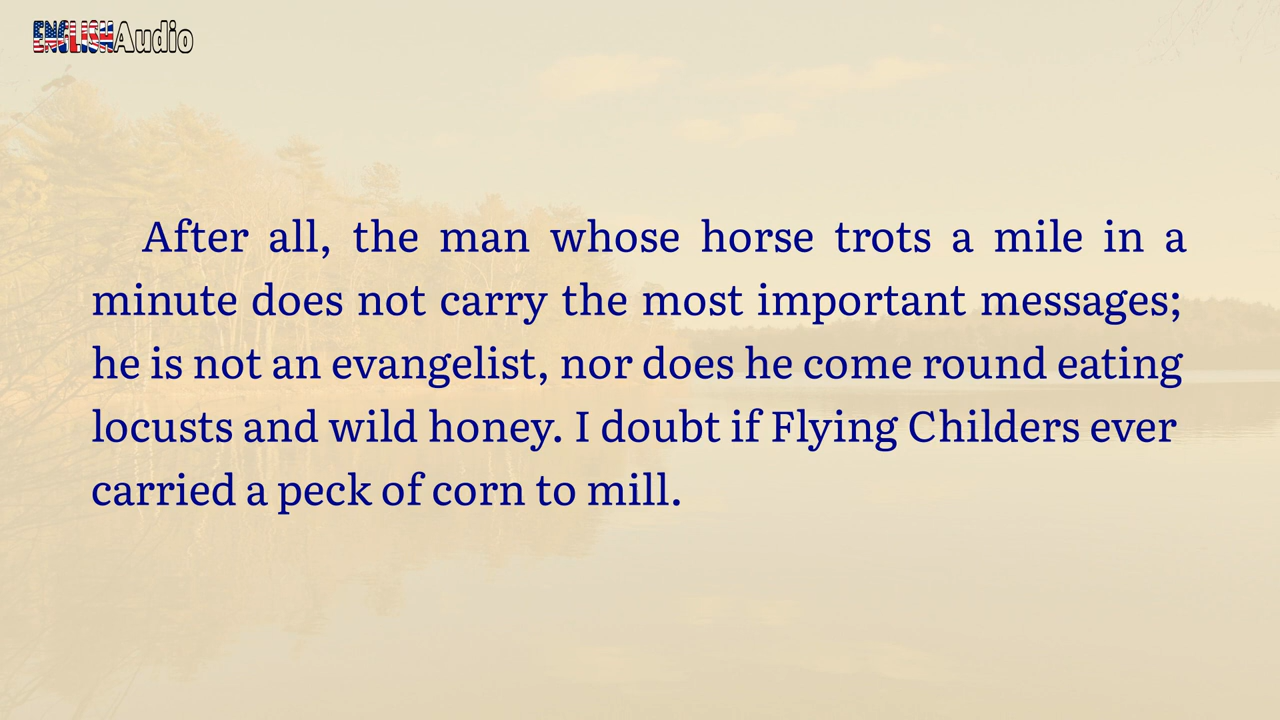 ENGLISHAudio
After all, the man whose horse trots a mile in a
minute does not carry the most important messages;
he is not an evangelist, nor does he come round eating
locusts and wild honey. I doubt if Flying Childers ever
carried a peck of corn to mill.